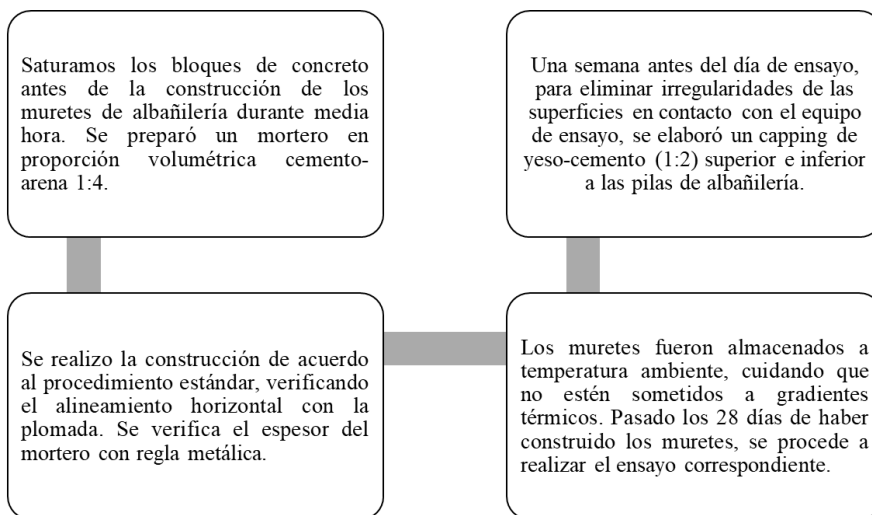 Saturamos los bloques de concreto
antes de la construcción de los
muretes de albañilería durante media
hora. Se preparó un mortero en
proporción volumétrica cemento-
arena 1:4.
Se realizo la construcción de acuerdo
al procedimiento estándar, verificando
el alineamiento horizontal con la
plomada. Se verifica el espesor del
mortero con regla metálica.
Los muretes fueron almacenados a
temperatura ambiente, cuidando que
no estén sometidos a gradientes
térmicos. Pasado los 28 días de haber
construido los muretes, se procede a
realizar el ensayo correspondiente.
Una semana antes del día de ensayo,
para eliminar irregularidades de las
superficies en contacto con el equipo
de ensayo, se elaboró un capping de
yeso-cemento (1:2) superior e inferior
a las pilas de albañilería.